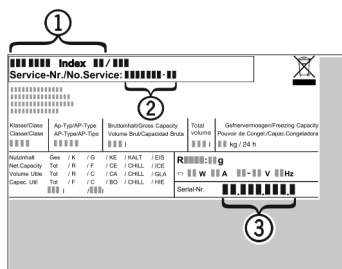 1
Index /
Service-Nr./No.Service: -
2
Klasse/Class Ap-Typ/AP-Type Bruttoinhalt/Gross Capacity Total Gefriervermoegen/Freezing Capacity
Classe/Clase AP-Type/AP-Tipo Volume Brut/Capacidad Bruta volume Pouvoir de Congel./Capac.Congeladora
l l kg / 24 h
Nutzinhalt Ges / K / G / KE / KALT / EIS
Net.Capacity Tot / R / F / CE / CHILL / ICE
Volume Utile Tot / R / C / CA / CHILL / GLA
Capec. Util Tot / F / C / BO / CHILL / HIE
l / l
R : g
W A - V Hz
Serial-Nr. . . .
3